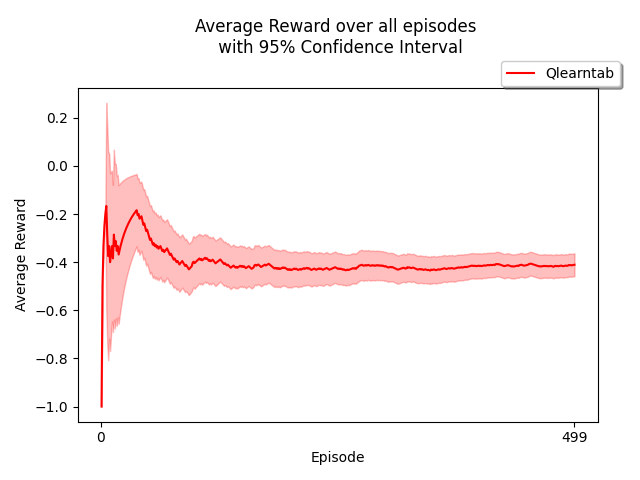 Average Reward over all episodes
with 95% Confidence Interval
Qlearntab
0.2
0.0
−0.2
−0.4
−0.6
−0.8
−1.0
Average Reward
0
499
Episode